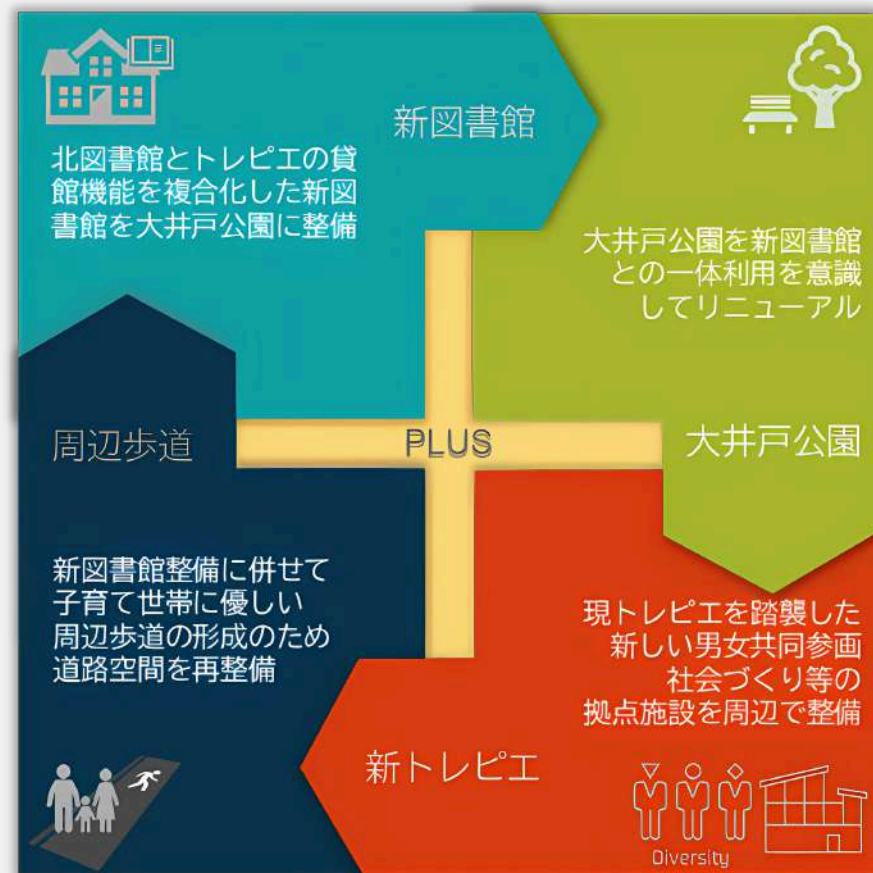 新図書館
北図書館とトレピエの貸
館機能を複合化した新図
書館を大井戸公園に整備
大井戸公園を新図書館
との一体利用を意識
してリニューアル
大井戸公園
PLUS
周辺歩道
新図書館整備に併せて
子育て世帯に優しい
周辺歩道の形成のため
道路空間を再整備
現トレピエを踏襲した
新しい男女共同参画
社会づくり等の
拠点施設を周辺で整備
新トレピエ
Diversity